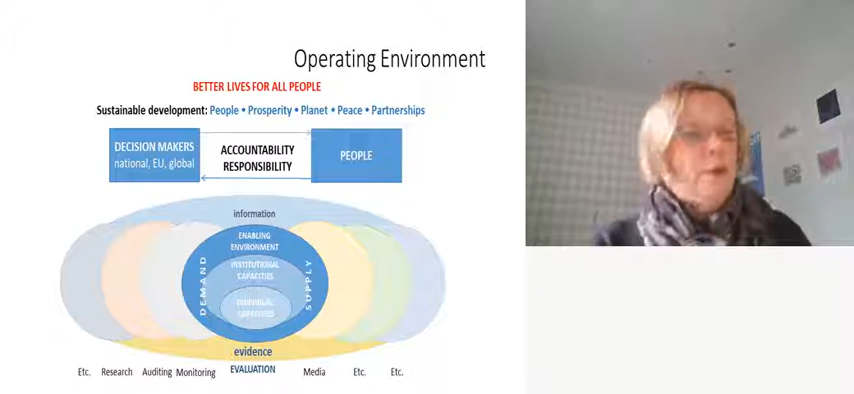 Operating Environment
BETTER LIVES FOR ALL PEOPLE
Sustainable development: People • Prosperity • Planet • Peace • Partnerships
DECISION MAKERS
national, EU, global
ACCOUNTABILITY
RESPONSIBILITY
PEOPLE
information
ENABLING
ENVIRONMENT
INSTITUTIONAL
CAPACITIES
DEMAND
SUPPLY
INDIVIDUAL
CAPACITIES
evidence
Etc. Research Auditing Monitoring EVALUATION Media Etc. Etc.